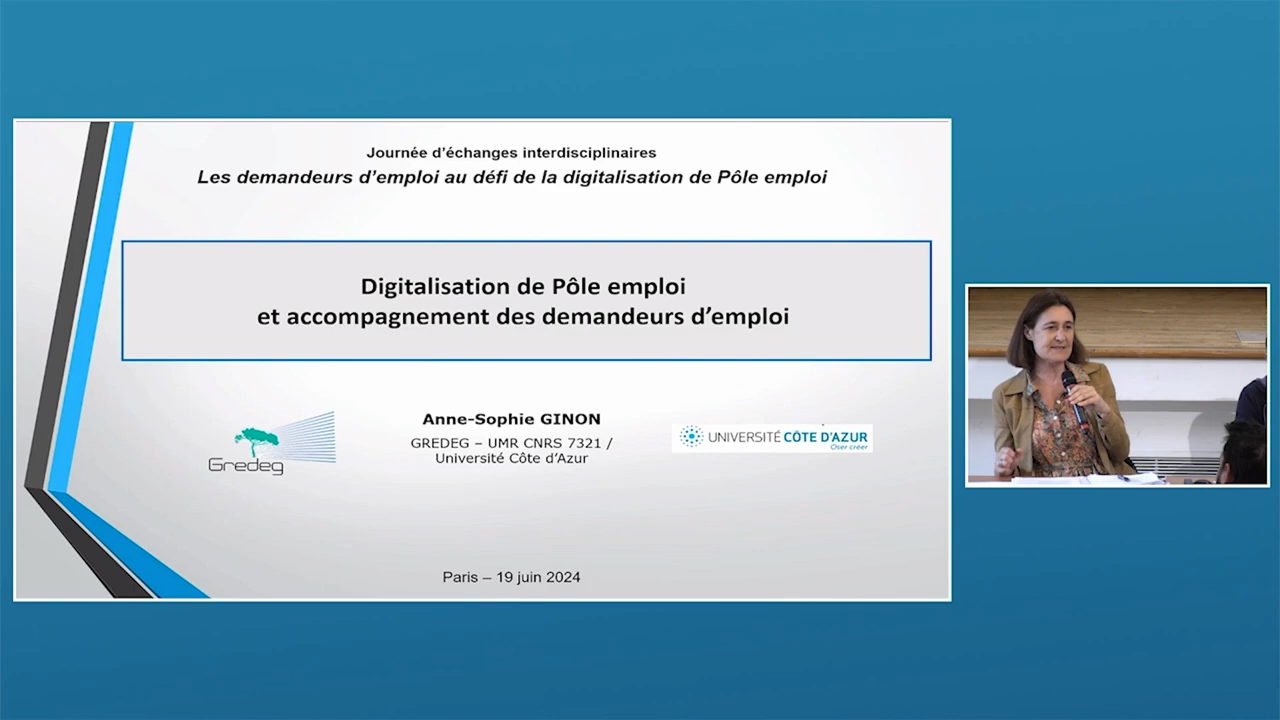 Journée d'échanges interdisciplinaires
Les demandeurs d'emploi au défi de la digitalisation de Pôle emploi
Digitalisation de Pôle emploi
et accompagnement des demandeurs d'emploi
Gredeg
Anne-Sophie GINON
GREDEG – UMR CNRS 7321 /
Université Côte d'Azur
UNIVERSITÉ CÔTE D'AZUR
Oser créer
Paris – 19 juin 2024